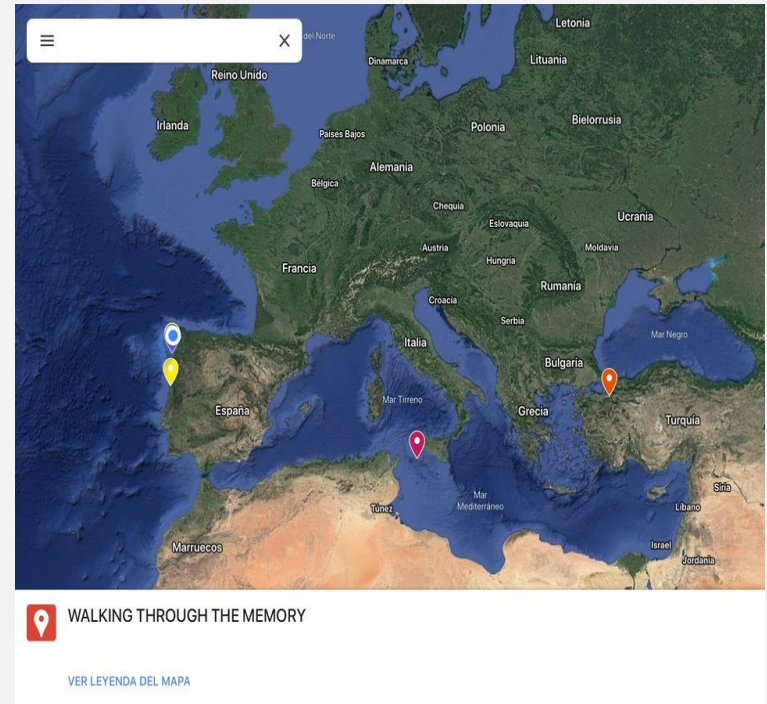 ☰ X
del Norte
Letonia
Dinamarca
Lituania
Reino Unido
Irlanda
Países Bajos
Polonia
Bielorrusia
Alemania
Bélgica
Chequia
Eslovaquia
Ucrania
Austria
Moldavia
Francia
Hungría
Rumanía
Croacia
Serbia
Italia
Mar Negro
Bulgaria
Mar Tirreno
España
Grecia
Turquía
Siria
Mar
Mediterráneo
Túnez
Líbano
Israel
Marruecos
Jordania
WALKING THROUGH THE MEMORY
VER LEYENDA DEL MAPA